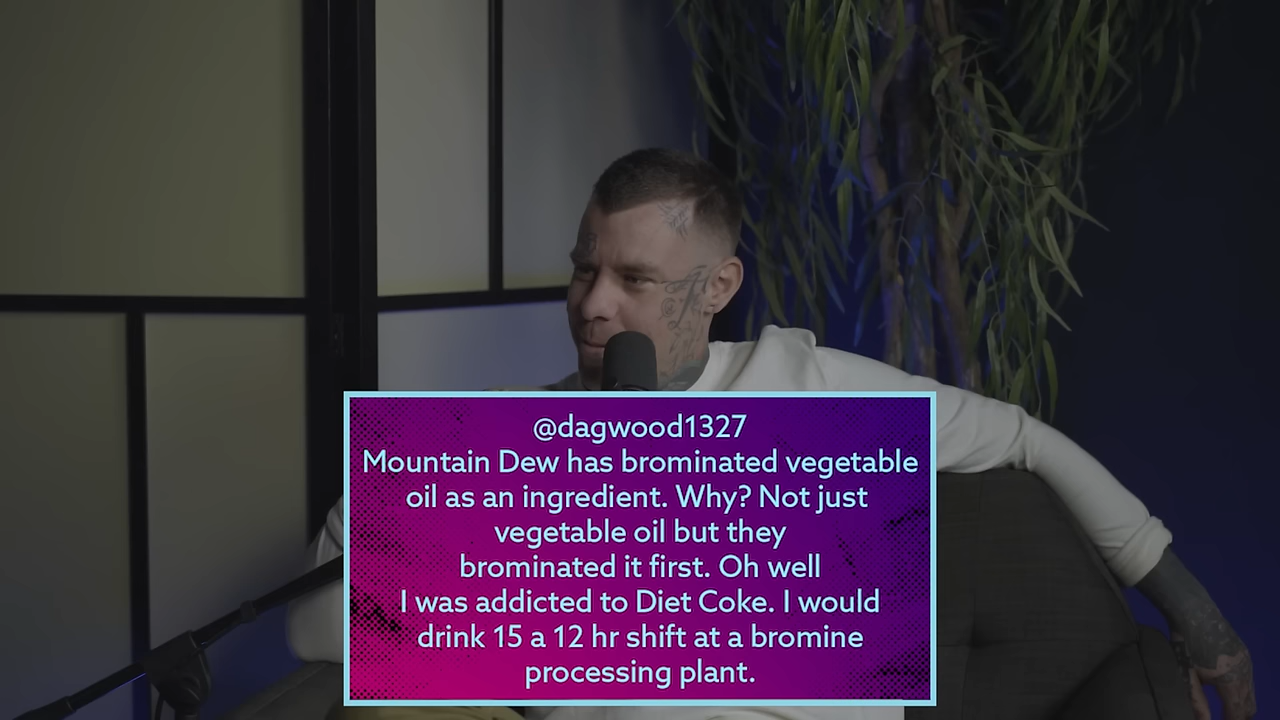 @dagwood1327
Mountain Dew has brominated vegetable
oil as an ingredient. Why? Not just
vegetable oil but they
brominated it first. Oh well
I was addicted to Diet Coke. I would
drink 15 a 12 hr shift at a bromine
processing plant.